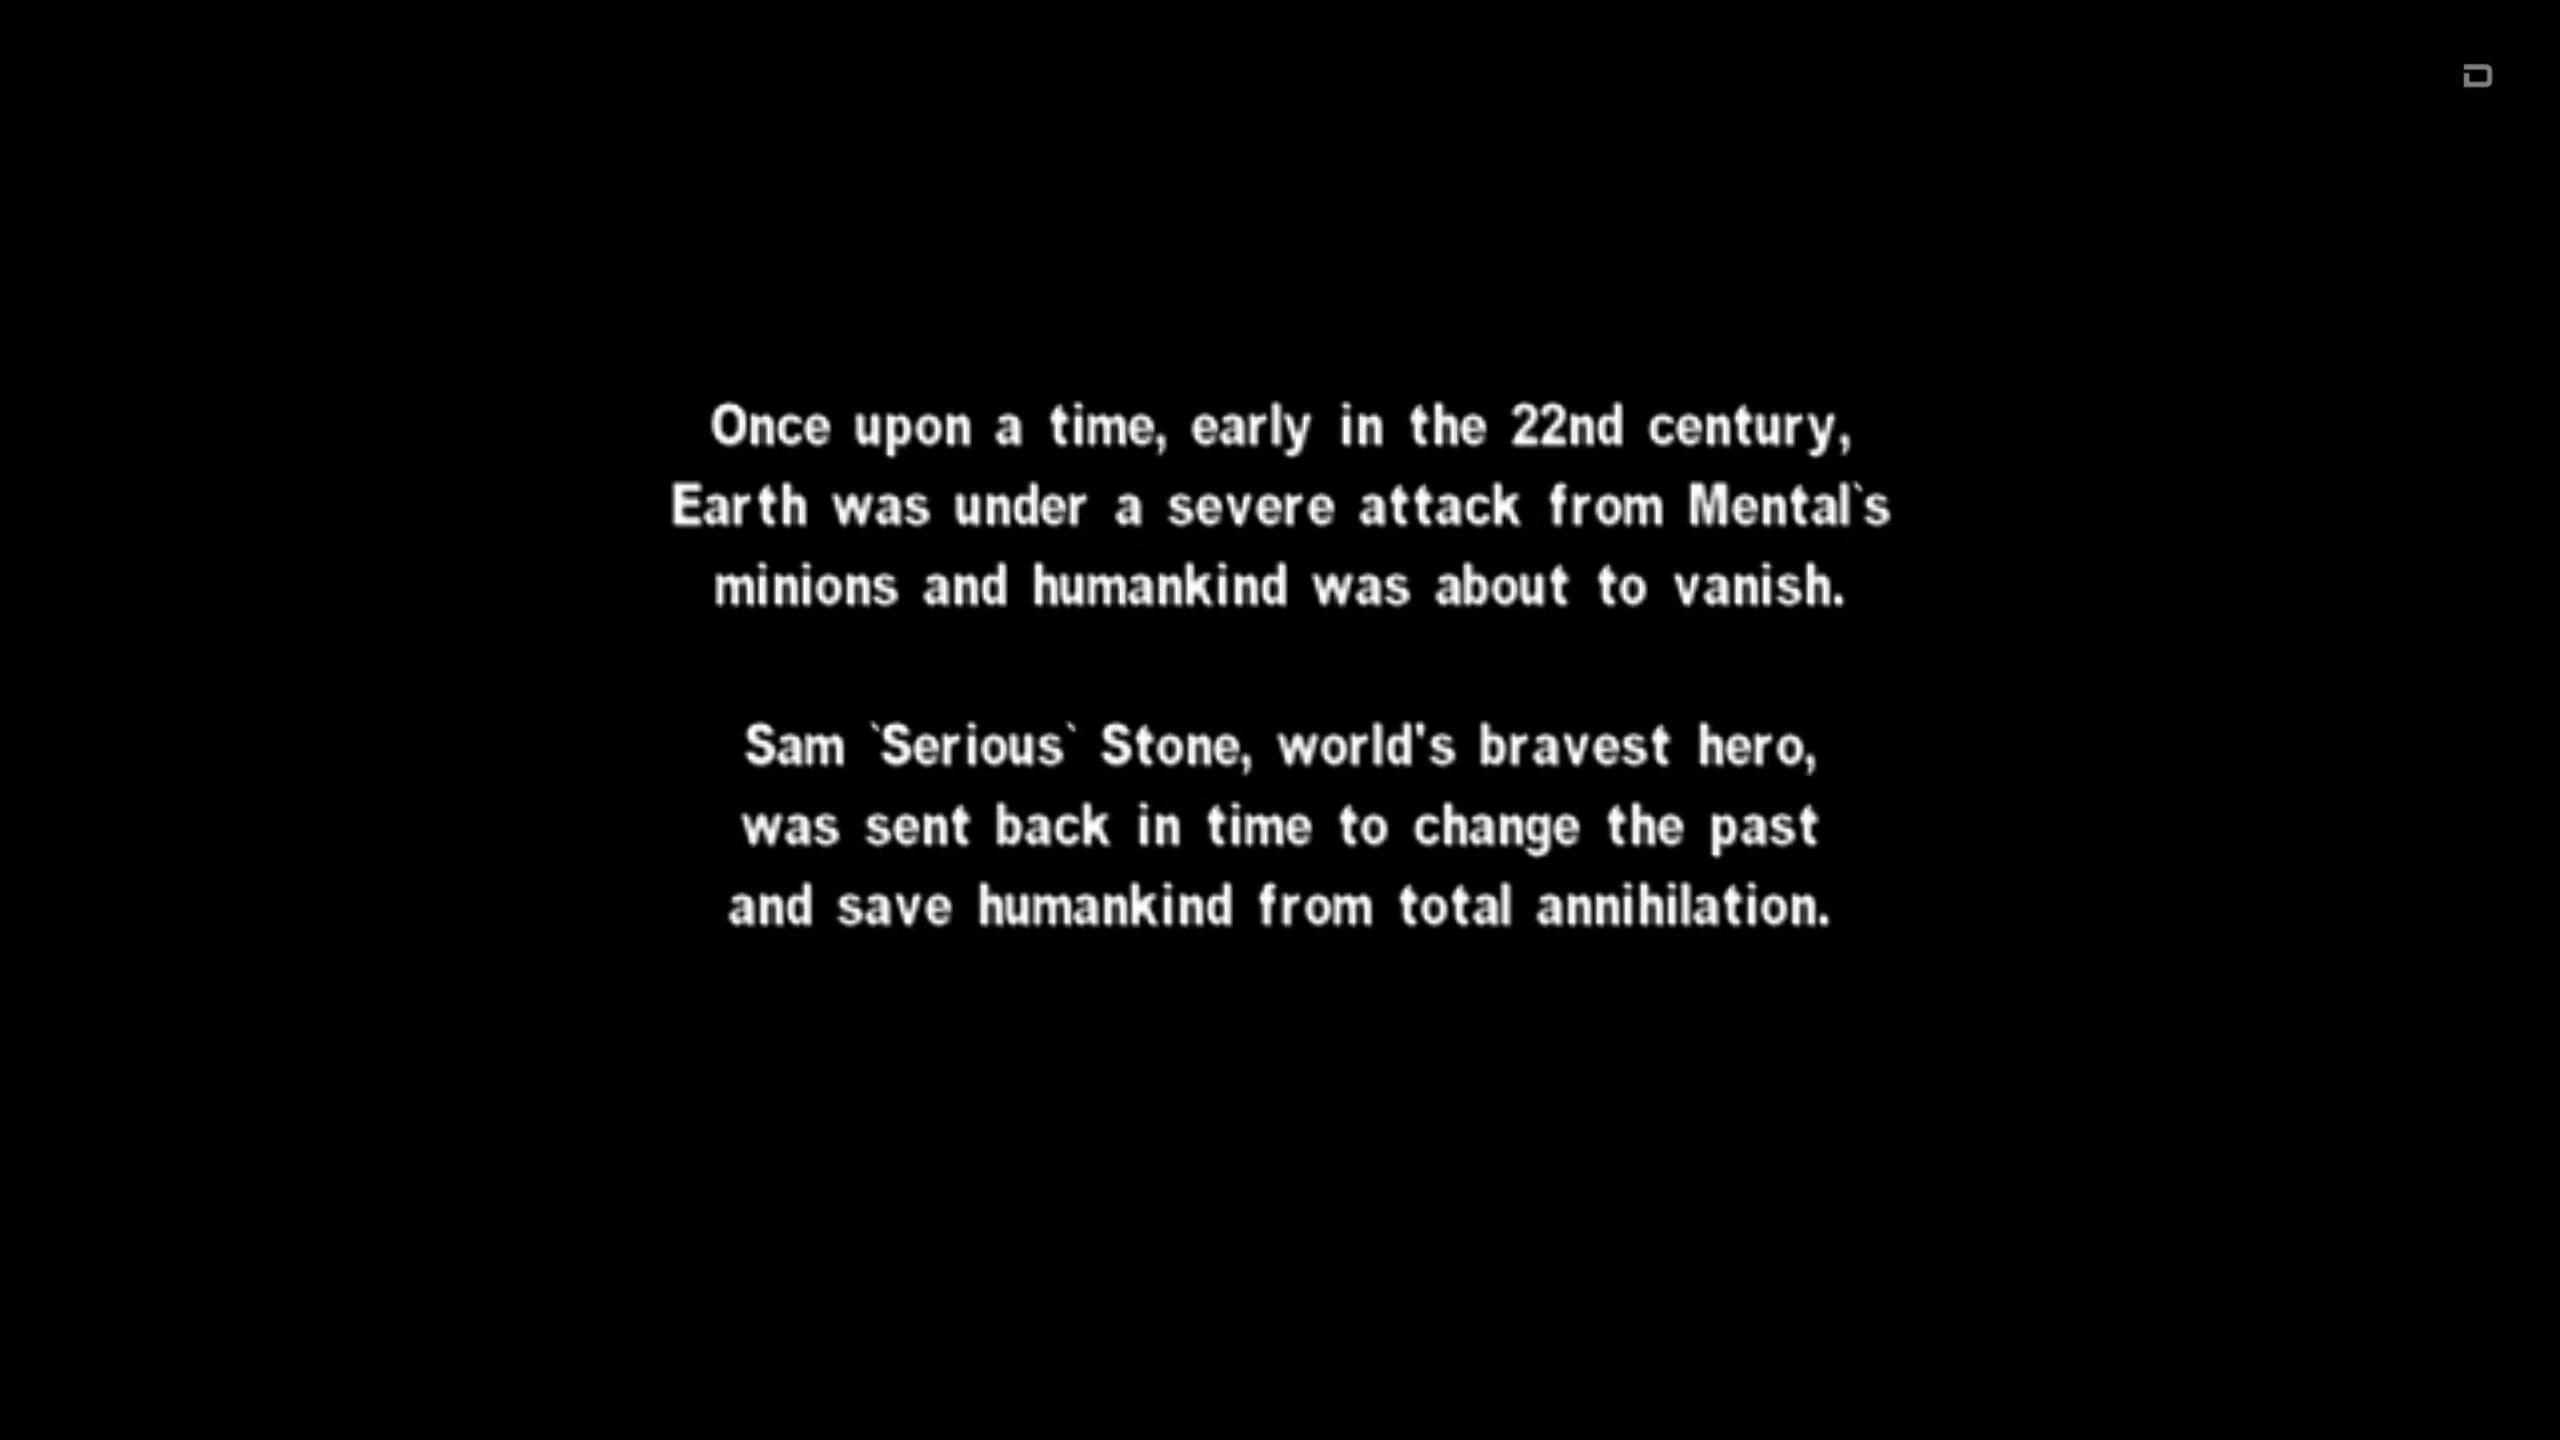 Once upon a time, early in the 22nd century,
Earth was under a severe attack from Mental`s
minions and humankind was about to vanish.
Sam `Serious` Stone, world's bravest hero,
was sent back in time to change the past
and save humankind from total annihilation.